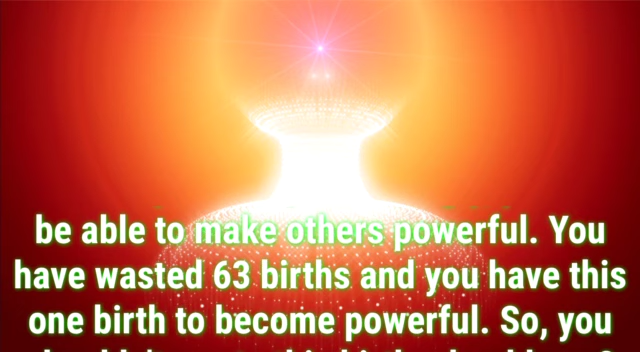 be able to make others powerful. You
have wasted 63 births and you have this
one birth to become powerful. So, you